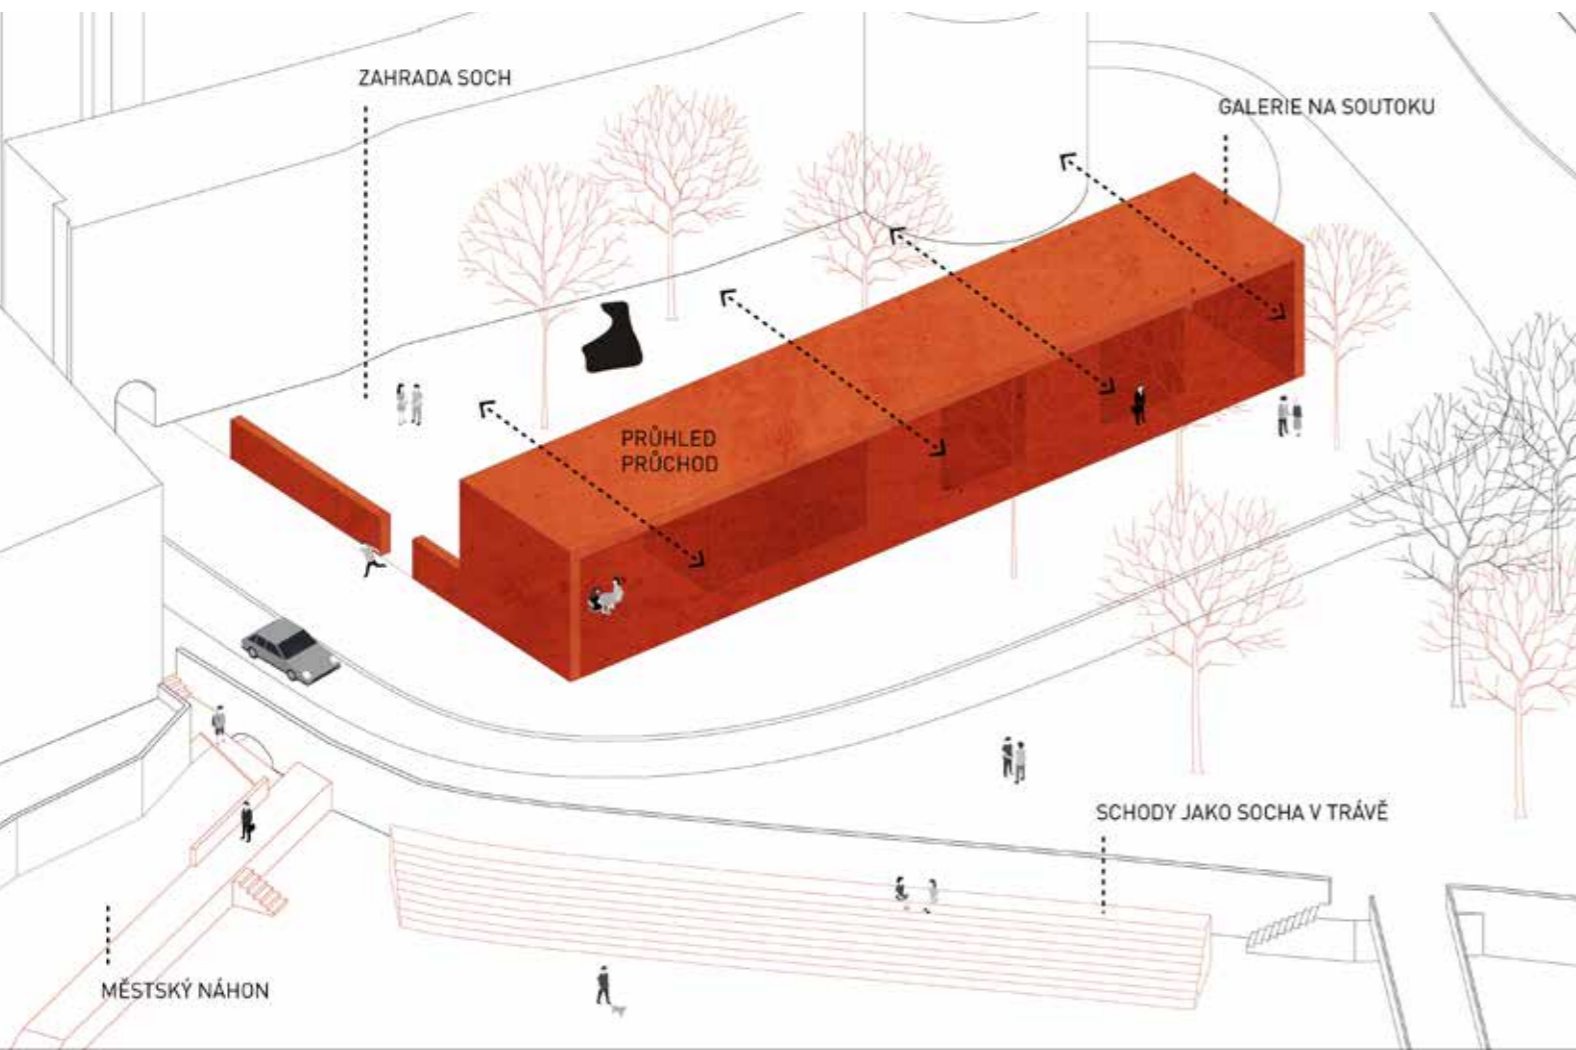 ZAHRADA SOCH
GALERIE NA SOUTOKU
PRŮHLED
PRŮCHOD
SCHODY JAKO SOCHA V TRÁVĚ
MĚSTSKÝ NÁHON